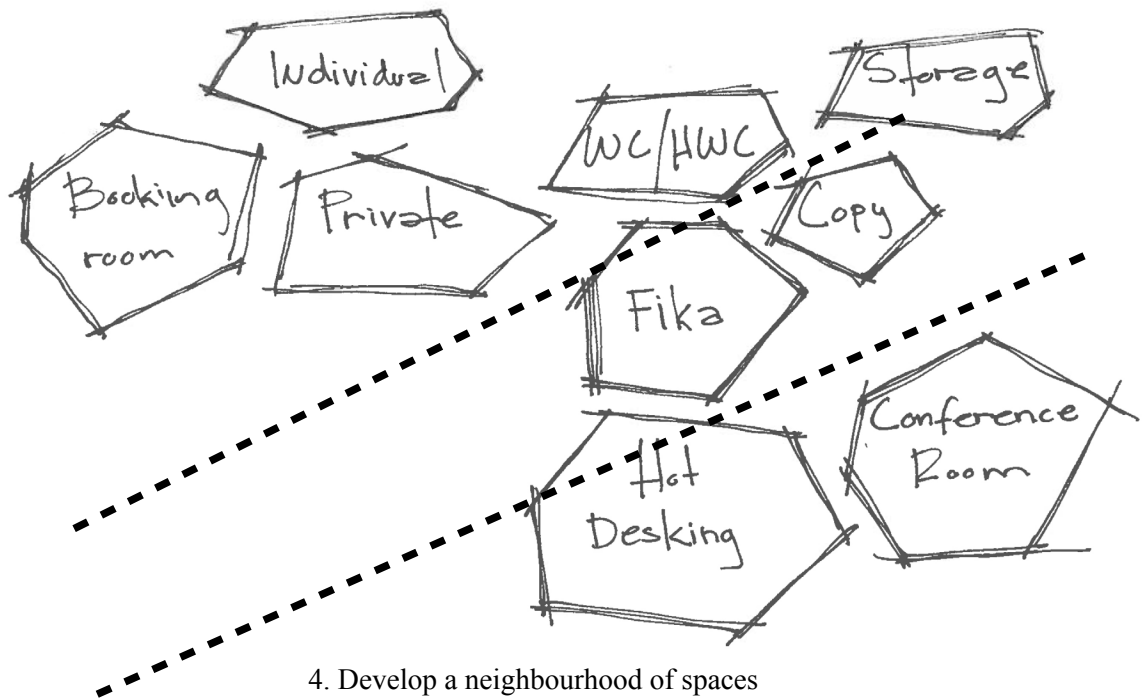 Individual
Storage
WC/HWC
Booking
room
Private
Copy
Fika
Conference
Room
Hot
Desking
4. Develop a neighbourhood of spaces